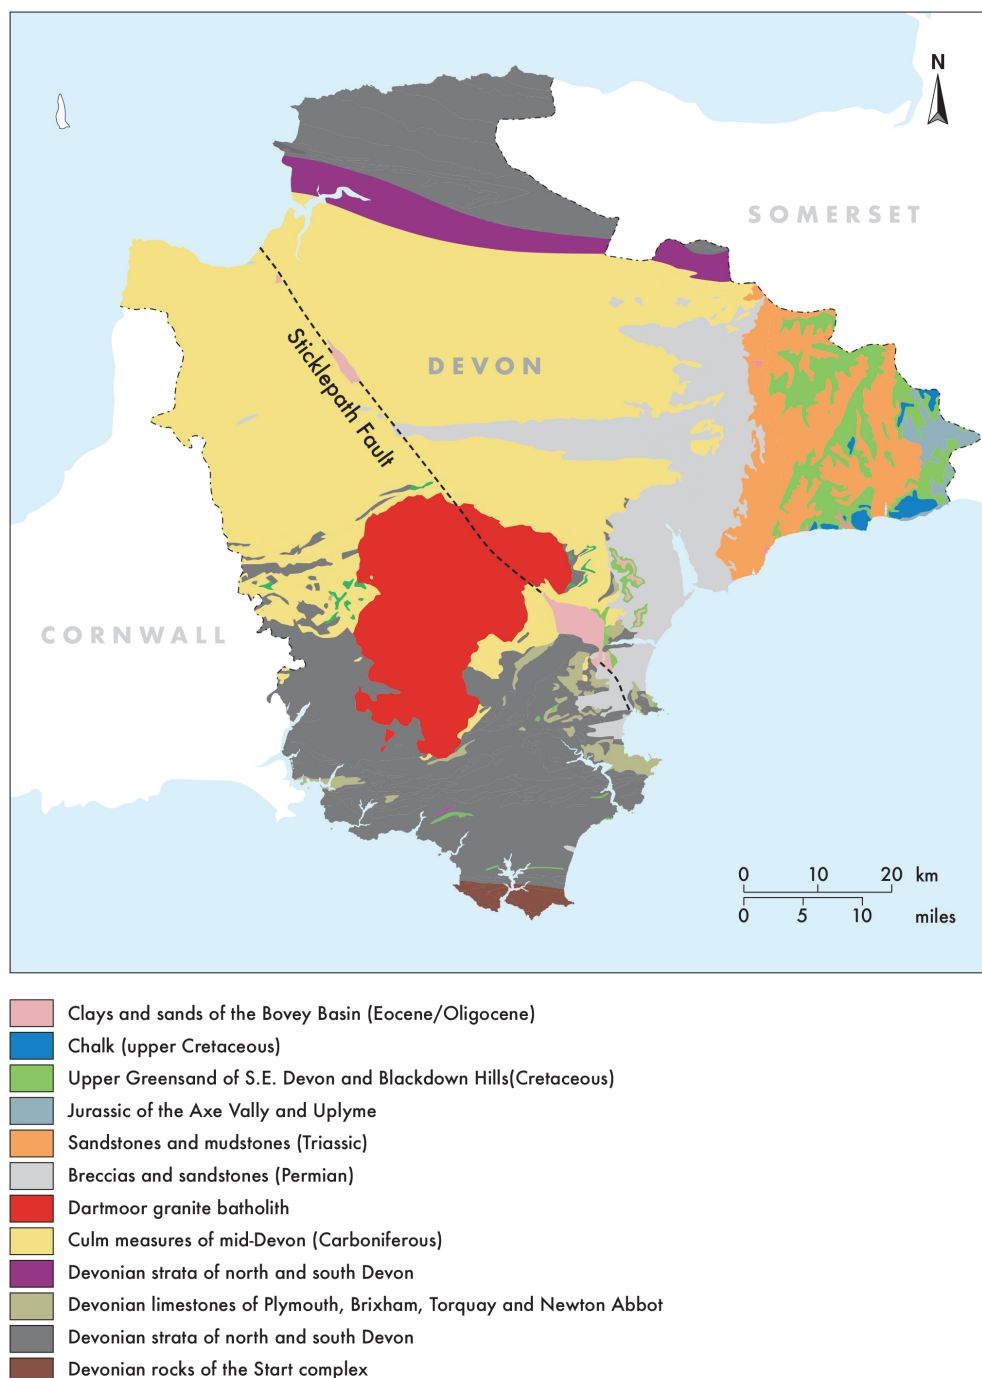 N
SOMERSET
DEVON
Sticklepath Fault
CORNWALL
0 10 20 km
0 5 10 miles
Clays and sands of the Bovey Basin (Eocene/Oligocene)
Chalk (upper Cretaceous)
Upper Greensand of S.E. Devon and Blackdown Hills(Cretaceous)
Jurassic of the Axe Vally and Uplyme
Sandstones and mudstones (Triassic)
Breccias and sandstones (Permian)
Dartmoor granite batholith
Culm measures of mid-Devon (Carboniferous)
Devonian strata of north and south Devon
Devonian limestones of Plymouth, Brixham, Torquay and Newton Abbot
Devonian strata of north and south Devon
Devonian rocks of the Start complex